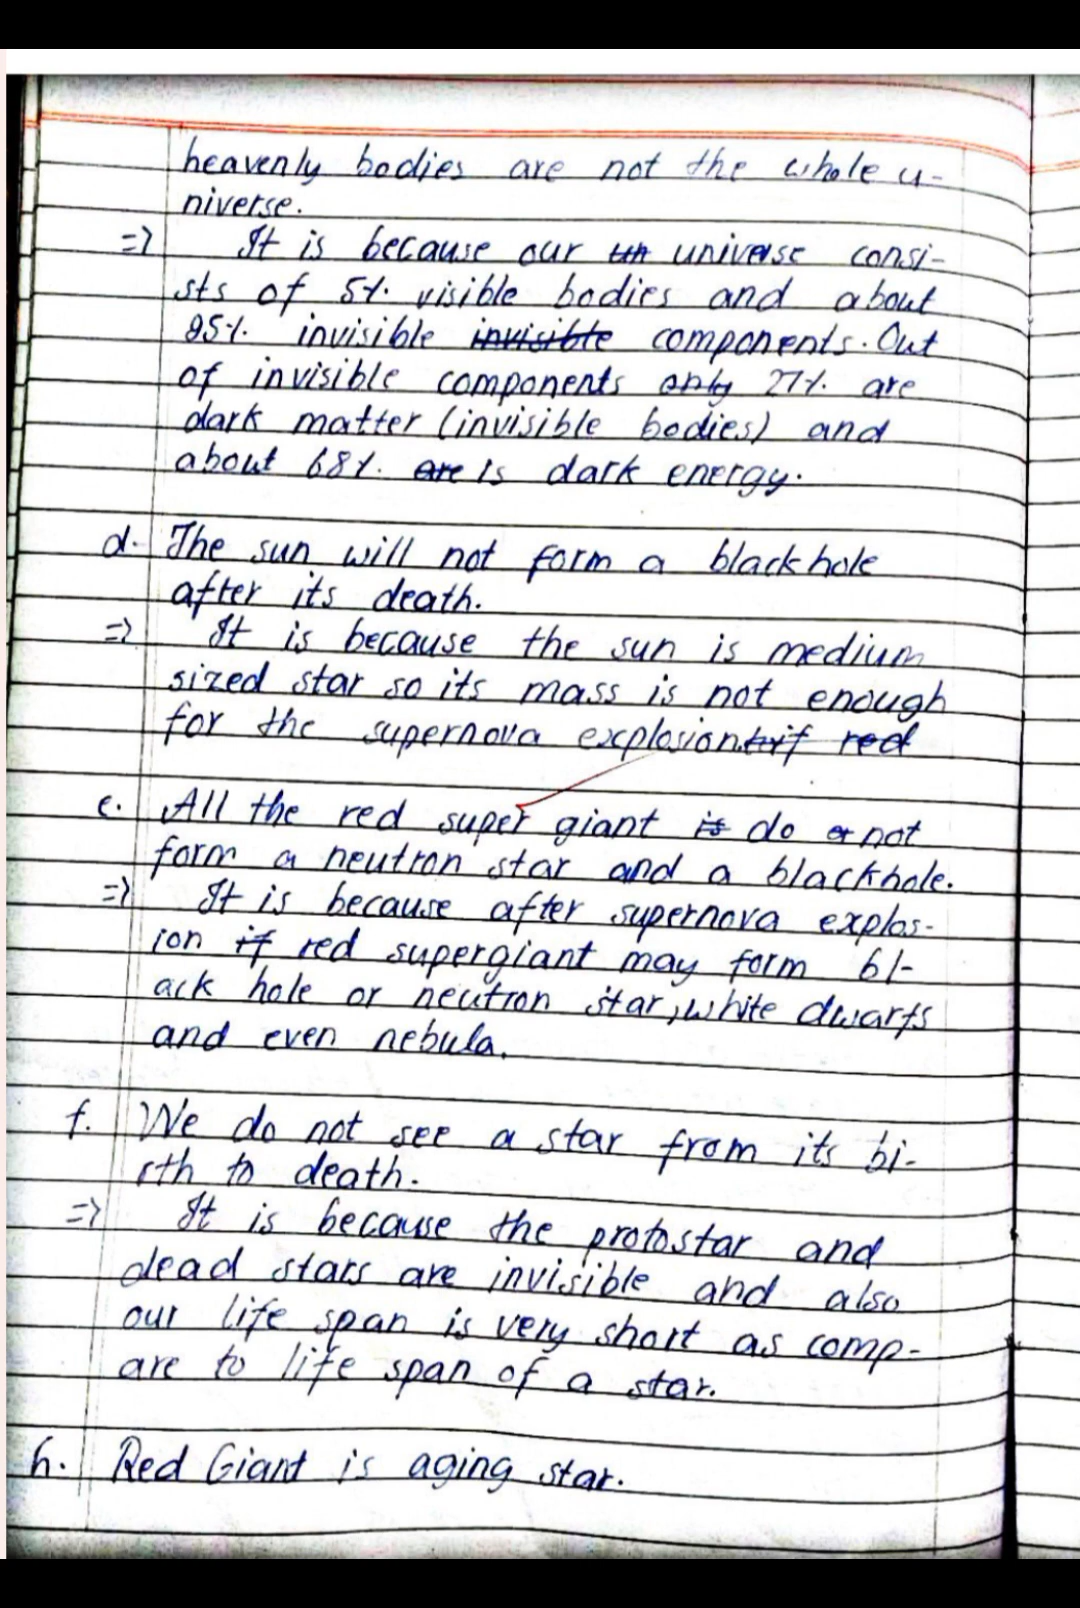 heavenly bodies are not the whole u-
niverse.
=> It is because our un universe consi-
sts of 5%. visible bodies and about
95%. invisible invisible components. Out
of invisible components only 27%. are
dark matter (invisible bodies) and
about 68%. are is dark energy.
d. The sun will not form a black hole
after its death.
=> It is because the sun is medium
sized star so its mass is not enough
for the supernova explosion. red
e. All the red super giant is do not
form a neutron star and a blackhole.
=> It is because after supernova explos-
ion if red supergiant may form bl-
ack hole or neutron star, white dwarfs
and even nebula.
f. We do not see a star from its bi-
rth to death.
=> It is because the protostar and
dead stars are invisible and also
our life span is very short as comp-
are to life span of a star.
h. Red Giant is aging star.